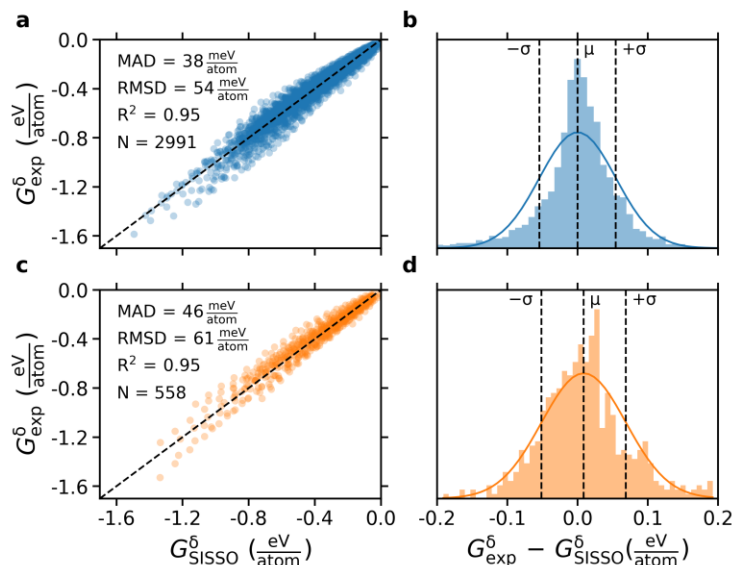 a
b
0.0
-0.4
-0.8
-1.2
-1.6
G^δ_exp (eV/atom)
MAD = 38 meV/atom
RMSD = 54 meV/atom
R² = 0.95
N = 2991
−σ
μ
+σ
c
d
0.0
-0.4
-0.8
-1.2
-1.6
G^δ_exp (eV/atom)
MAD = 46 meV/atom
RMSD = 61 meV/atom
R² = 0.95
N = 558
−σ
μ
+σ
-1.6 -1.2 -0.8 -0.4 0.0
-0.2 -0.1 0.0 0.1 0.2
G^δ_SISSO (eV/atom)
G^δ_exp − G^δ_SISSO(eV/atom)